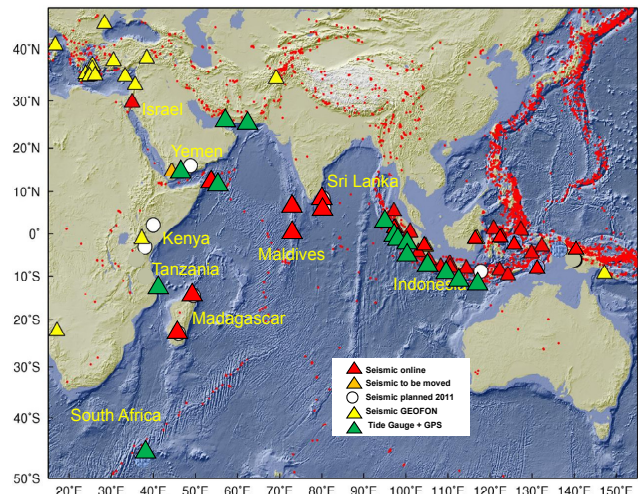 40°N
30°N
20°N
10°N
0°
10°S
20°S
30°S
40°S
50°S
Israel
Yemen
Sri Lanka
Kenya
Maldives
Tanzania
Indonesia
Madagascar
South Africa
Seismic online
Seismic to be moved
Seismic planned 2011
Seismic GEOFON
Tide Gauge + GPS
20°E 30°E 40°E 50°E 60°E 70°E 80°E 90°E 100°E 110°E 120°E 130°E 140°E 150°E